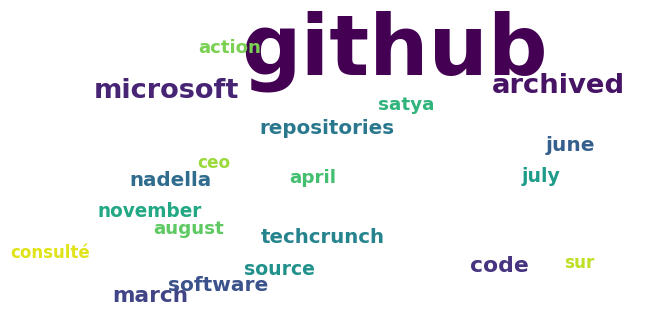 github
action
archived
microsoft
satya
repositories
june
ceo
nadella
april
july
november
august
techcrunch
consulté
source
code
sur
software
march